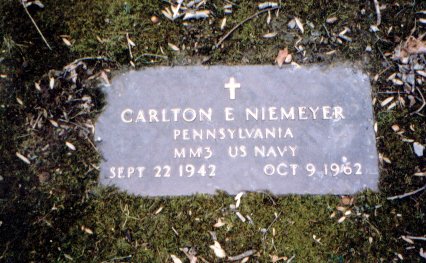 CARLTON E NIEMEYER
PENNSYLVANIA
MM3 US NAVY
SEPT 22 1942 OCT 9 1962